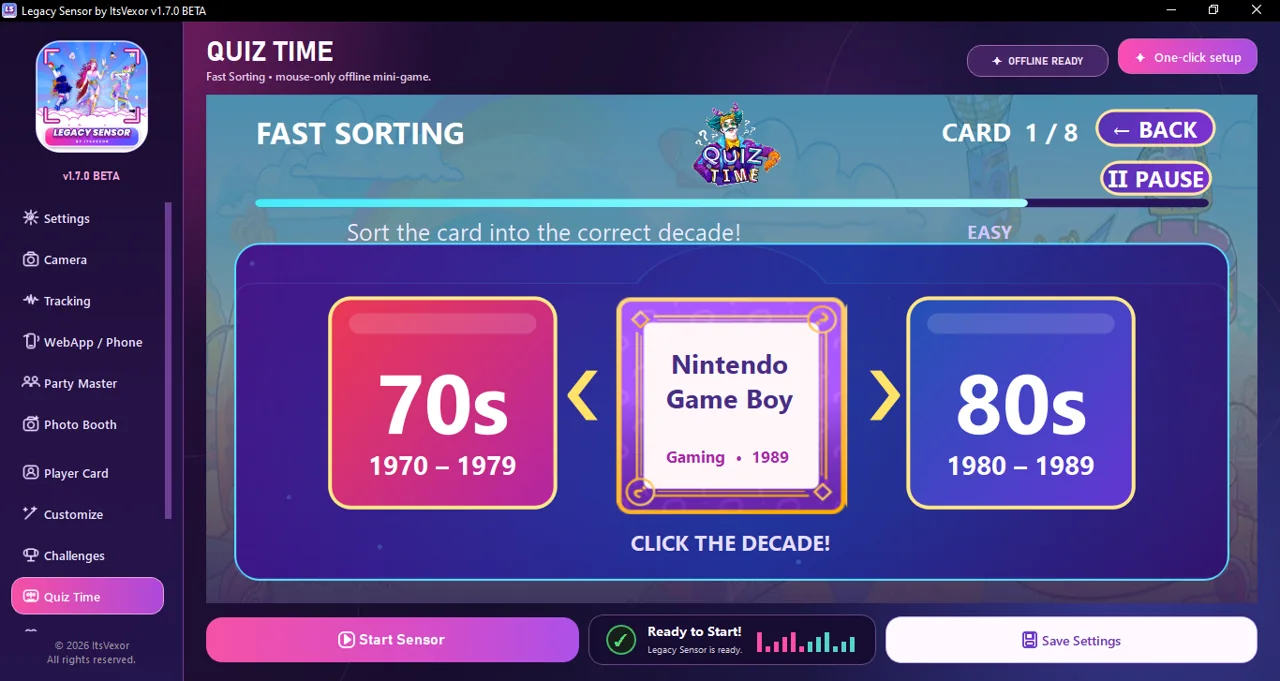 Legacy Sensor by ItsVexor v1.7.0 BETA
LEGACY SENSOR
BY ITSVEXOR
v1.7.0 BETA
Settings
Camera
Tracking
WebApp / Phone
Party Master
Photo Booth
Player Card
Customize
Challenges
Quiz Time
© 2026 ItsVexor
All rights reserved.
QUIZ TIME
Fast Sorting • mouse-only offline mini-game.
OFFLINE READY
One-click setup
FAST SORTING
QUIZ
TIME
CARD 1 / 8
← BACK
PAUSE
Sort the card into the correct decade!
EASY
70s
1970 – 1979
Nintendo
Game Boy
Gaming • 1989
80s
1980 – 1989
CLICK THE DECADE!
Start Sensor
Ready to Start!
Legacy Sensor is ready.
Save Settings